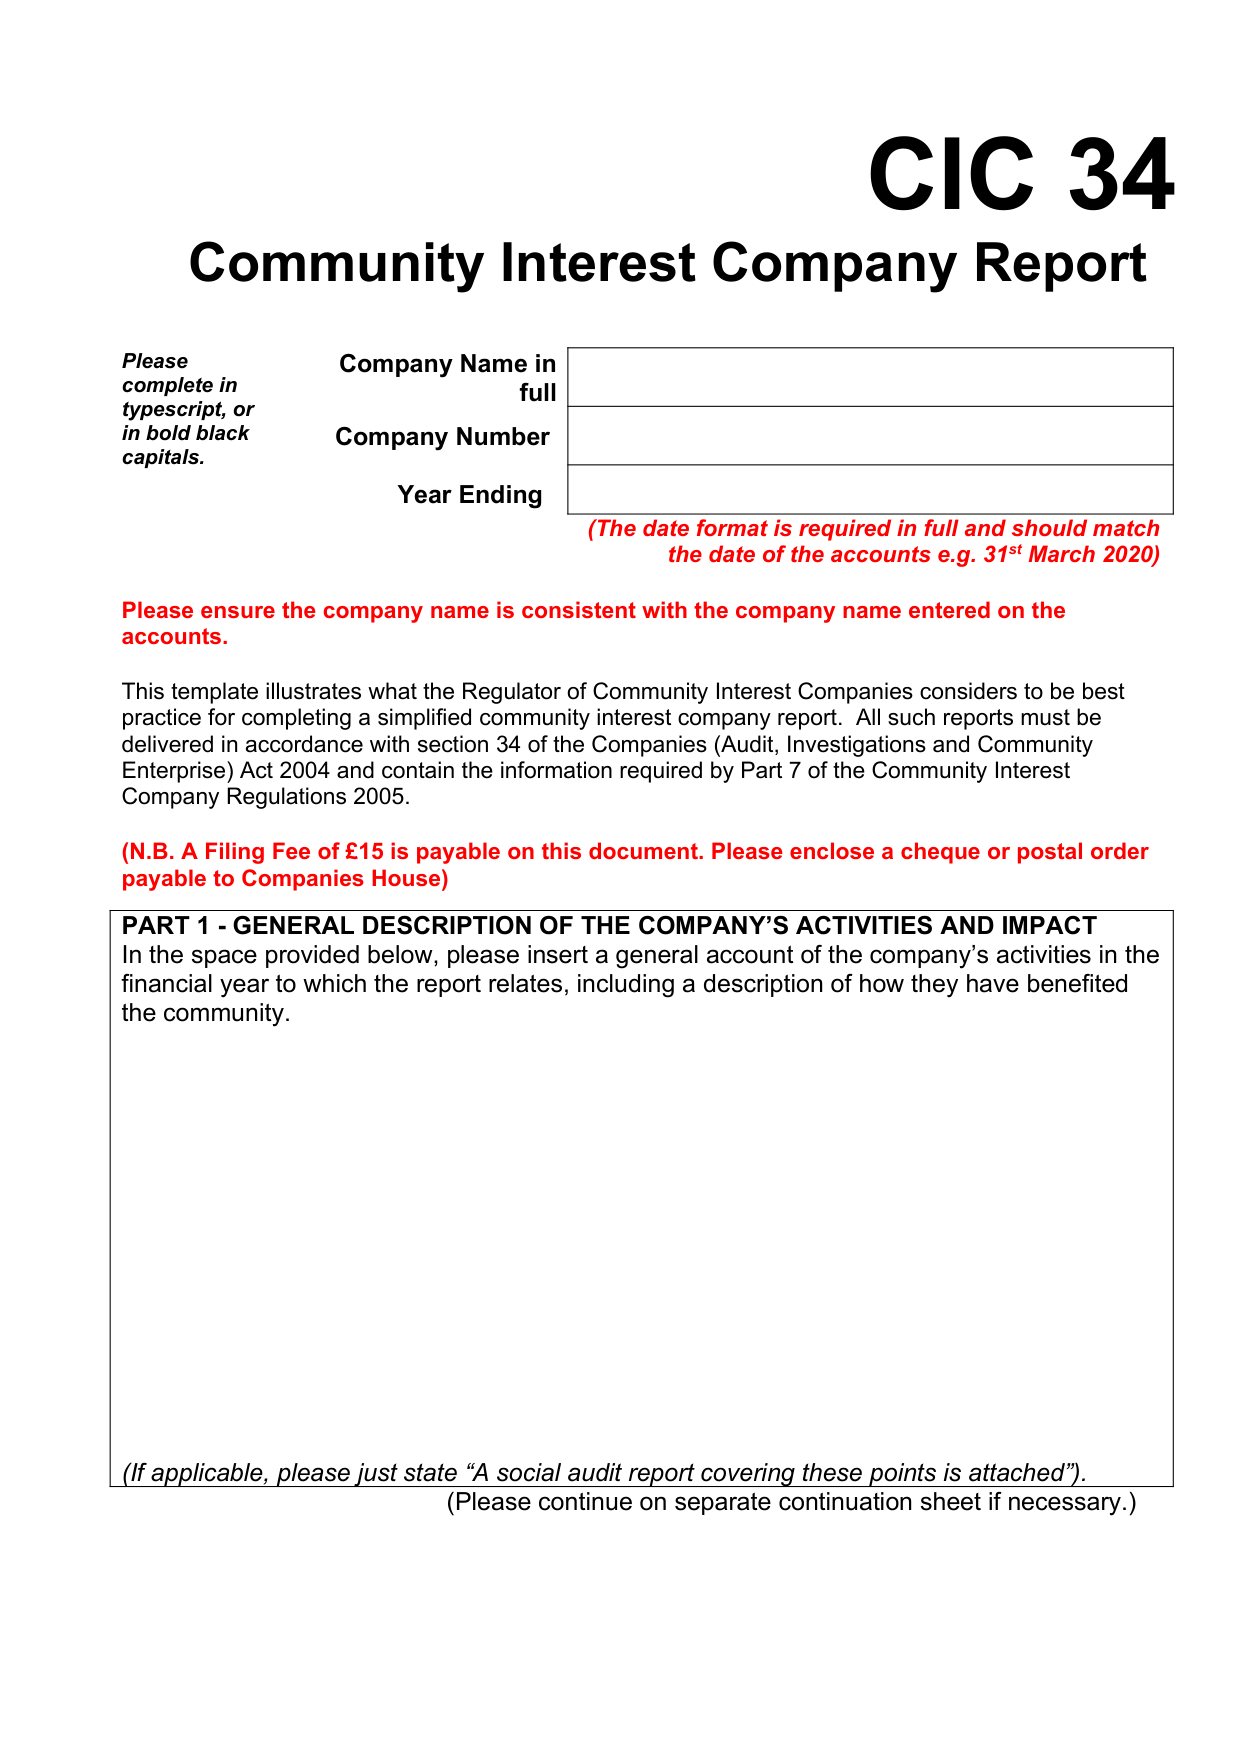 CIC 34
Community Interest Company Report
Please
complete in
typescript, or
in bold black
capitals.
Company Name in
full
Company Number
Year Ending
(The date format is required in full and should match
the date of the accounts e.g. 31st March 2020)
Please ensure the company name is consistent with the company name entered on the
accounts.
This template illustrates what the Regulator of Community Interest Companies considers to be best
practice for completing a simplified community interest company report.  All such reports must be
delivered in accordance with section 34 of the Companies (Audit, Investigations and Community
Enterprise) Act 2004 and contain the information required by Part 7 of the Community Interest
Company Regulations 2005.
(N.B. A Filing Fee of £15 is payable on this document. Please enclose a cheque or postal order
payable to Companies House)
PART 1 - GENERAL DESCRIPTION OF THE COMPANY’S ACTIVITIES AND IMPACT
In the space provided below, please insert a general account of the company’s activities in the
financial year to which the report relates, including a description of how they have benefited
the community.
(If applicable, please just state “A social audit report covering these points is attached”).
(Please continue on separate continuation sheet if necessary.)